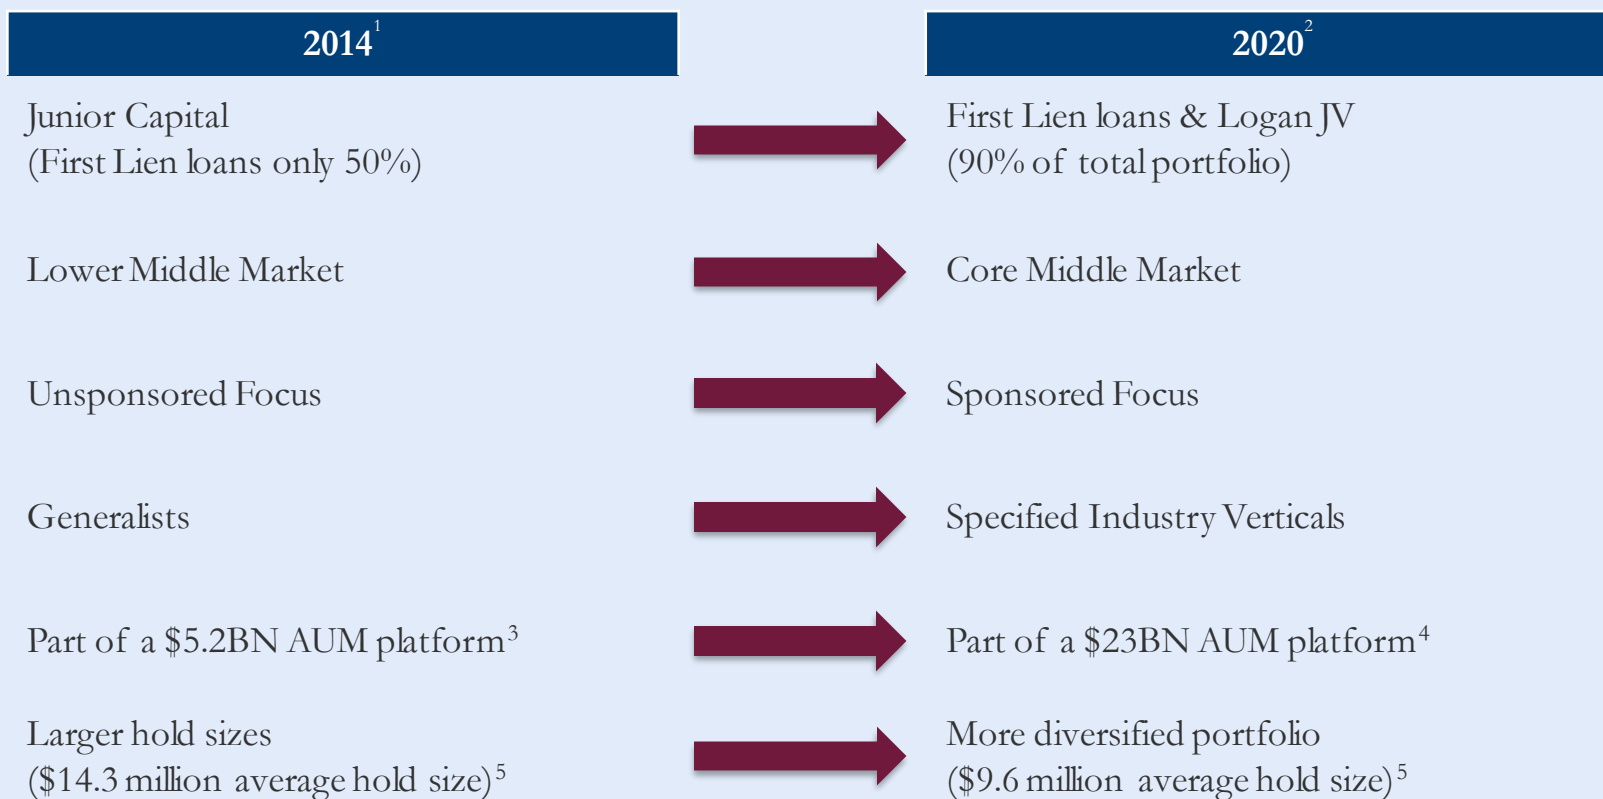 2014¹
2020²
Junior Capital
(First Lien loans only 50%)
First Lien loans & Logan JV
(90% of total portfolio)
Lower Middle Market
Core Middle Market
Unsponsored Focus
Sponsored Focus
Generalists
Specified Industry Verticals
Part of a $5.2BN AUM platform³
Part of a $23BN AUM platform⁴
Larger hold sizes
($14.3 million average hold size)⁵
More diversified portfolio
($9.6 million average hold size)⁵